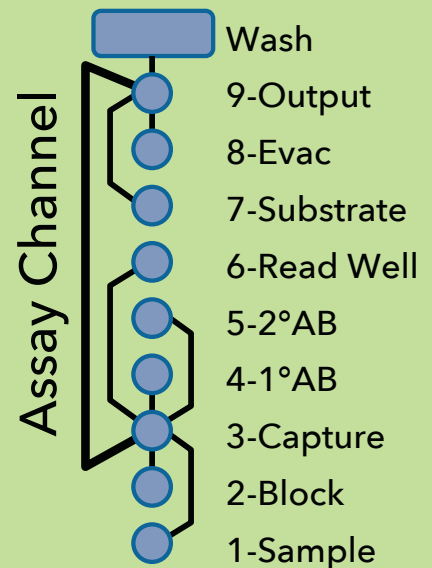 Assay Channel
Wash
9-Output
8-Evac
7-Substrate
6-Read Well
5-2°AB
4-1°AB
3-Capture
2-Block
1-Sample